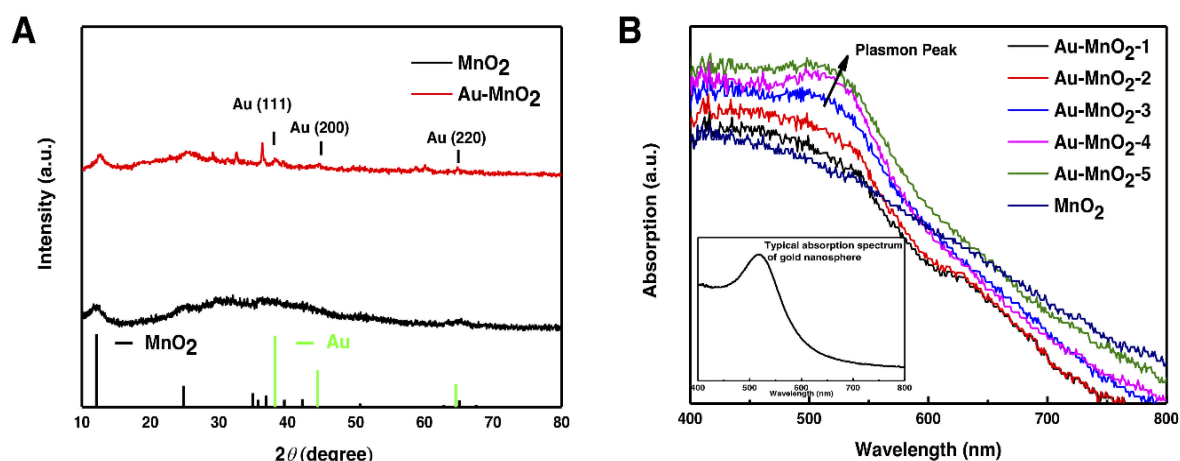 A
Intensity (a.u.)
MnO2
Au-MnO2
Au (111)
Au (200)
Au (220)
MnO2
Au
10 20 30 40 50 60 70 80
2θ (degree)
B
Absorption (a.u.)
Plasmon Peak
Au-MnO2-1
Au-MnO2-2
Au-MnO2-3
Au-MnO2-4
Au-MnO2-5
MnO2
Typical absorption spectrum
of gold nanosphere
400 500 600 700 800
Wavelength (nm)
400 500 600 700 800
Wavelength (nm)